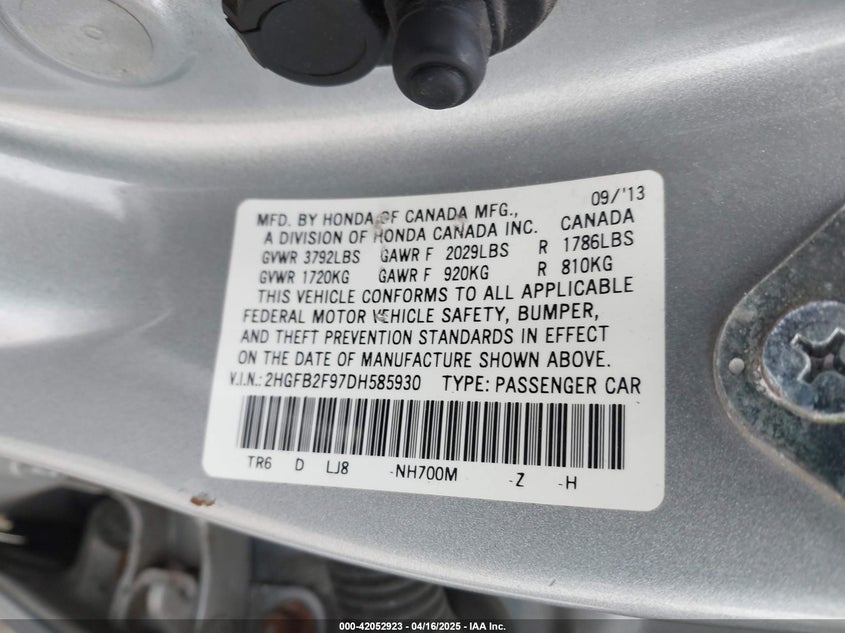 09/'13
MFD. BY HONDA OF CANADA MFG.,
A DIVISION OF HONDA CANADA INC. CANADA
GVWR 3792LBS GAWR F 2029LBS R 1786LBS
GVWR 1720KG GAWR F 920KG R 810KG
THIS VEHICLE CONFORMS TO ALL APPLICABLE
FEDERAL MOTOR VEHICLE SAFETY, BUMPER,
AND THEFT PREVENTION STANDARDS IN EFFECT
ON THE DATE OF MANUFACTURE SHOWN ABOVE.
V.I.N.: 2HGFB2F97DH585930 TYPE: PASSENGER CAR
TR6 D LJ8 -NH700M -Z -H
000-42052923 - 04/16/2025 - IAA Inc.